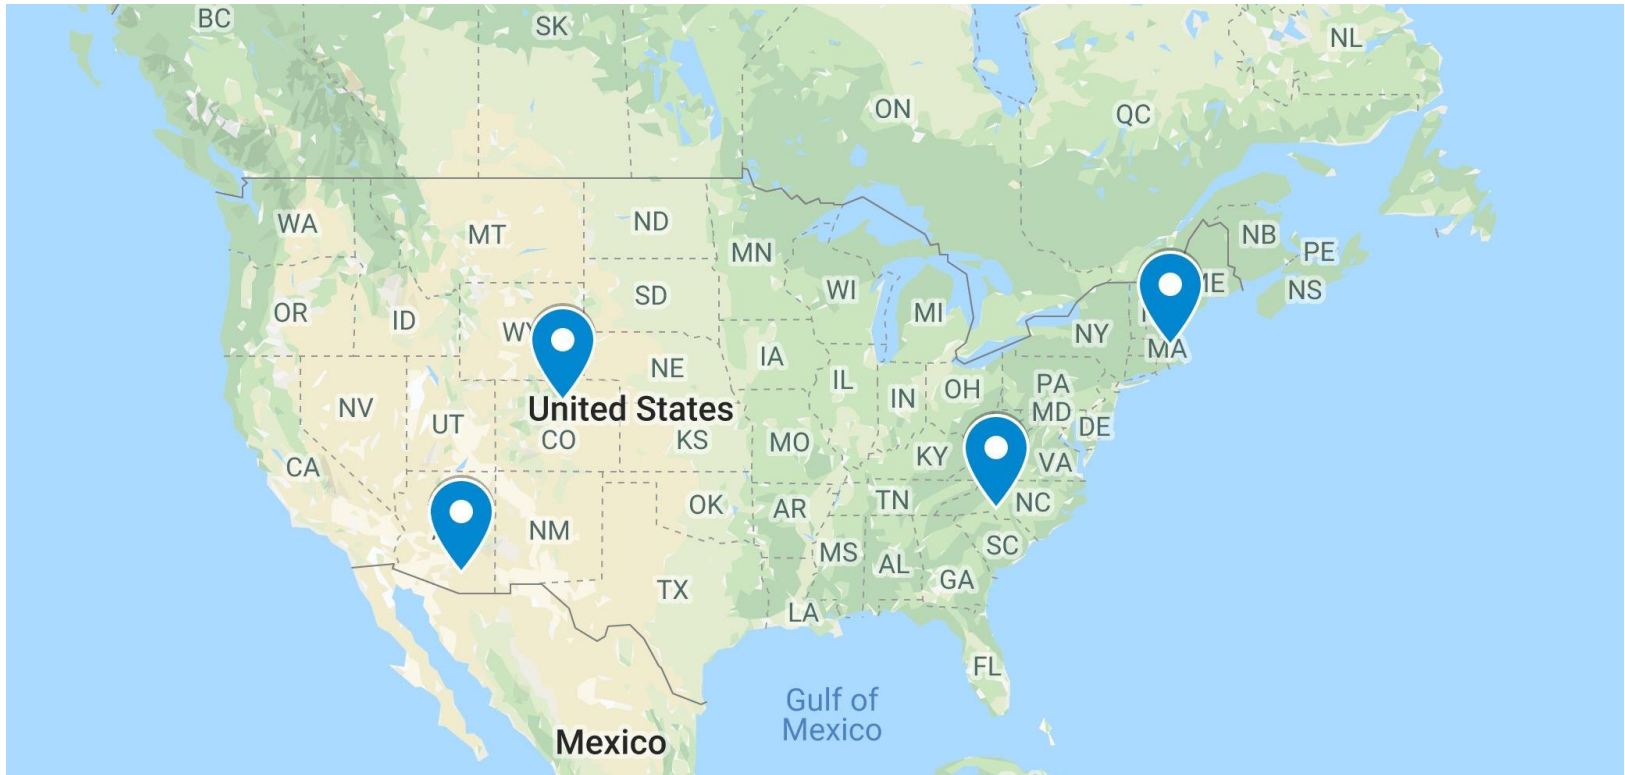 BC
SK
NL
ON
QC
WA
MT
ND
MN
NB
PE
NS
ME
OR
ID
WY
SD
WI
MI
NY
MA
NE
IA
IL
IN
OH
PA
MD
DE
NV
UT
United States
CO
KS
MO
KY
VA
CA
NM
OK
AR
TN
NC
MS
AL
SC
GA
TX
LA
FL
Gulf of
Mexico
Mexico